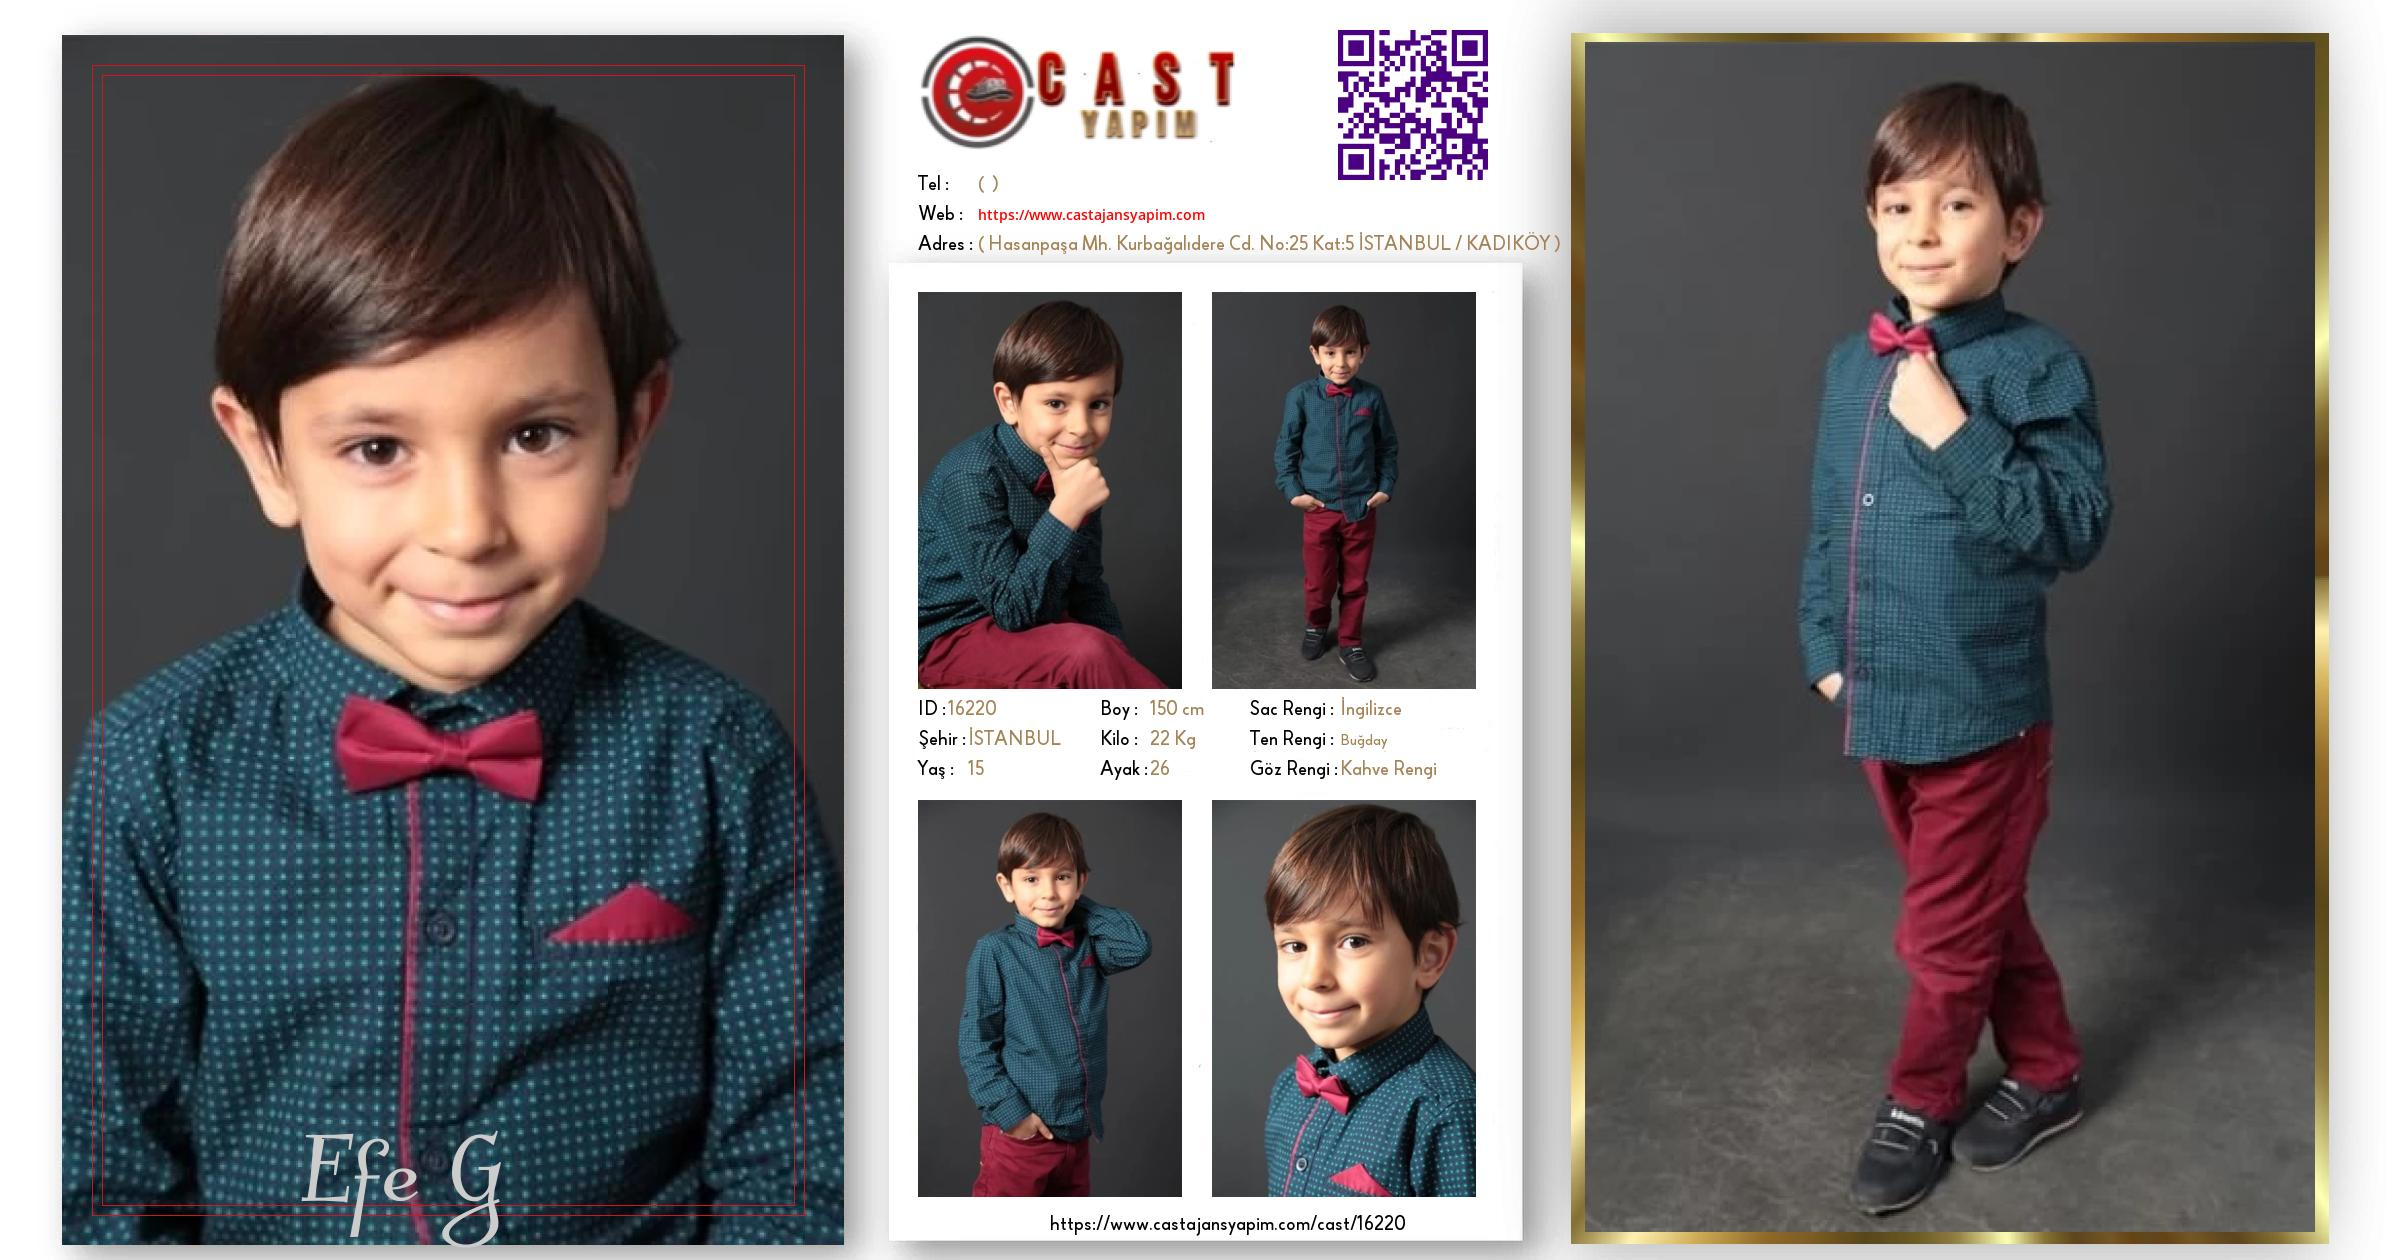 CAST
YAPIM
Tel : ( )
Web : https://www.castajansyapim.com
Adres : ( Hasanpaşa Mh. Kurbağalıdere Cd. No:25 Kat:5 İSTANBUL / KADIKÖY )
ID : 16220 Boy : 150 cm Sac Rengi : İngilizce
Şehir : İSTANBUL Kilo : 22 Kg Ten Rengi : Buğday
Yaş : 15 Ayak : 26 Göz Rengi : Kahve Rengi
Efe G
https://www.castajansyapim.com/cast/16220